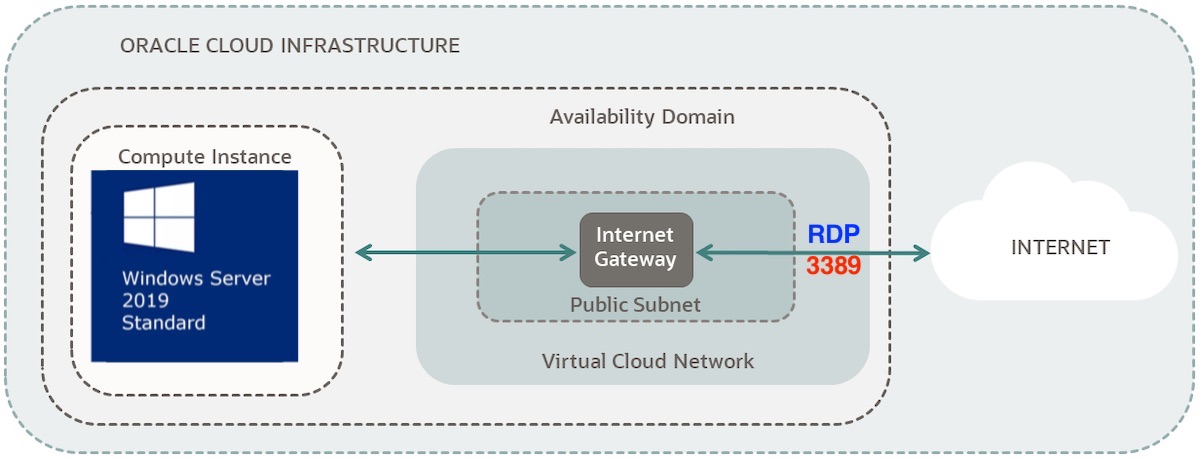 ORACLE CLOUD INFRASTRUCTURE
Availability Domain
Compute Instance
Windows Server
2019
Standard
Internet
Gateway
Public Subnet
Virtual Cloud Network
RDP
3389
INTERNET